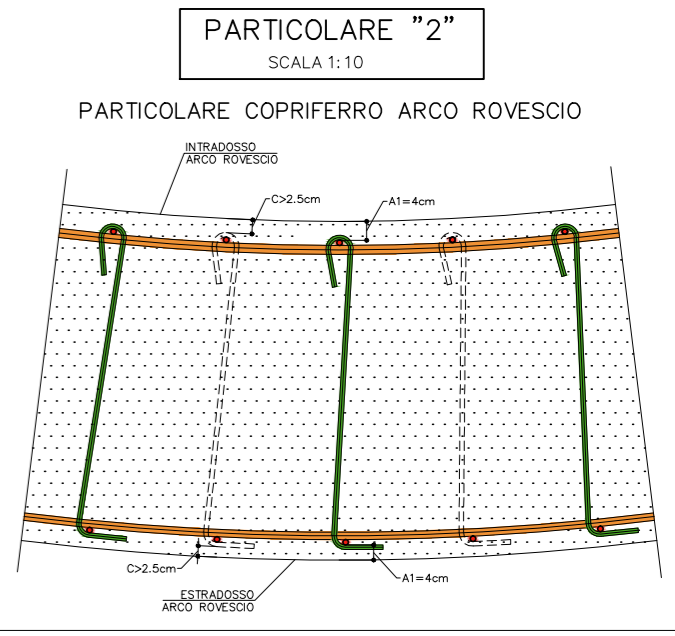 PARTICOLARE "2"
SCALA 1:10
PARTICOLARE COPRIFERRO ARCO ROVESCIO
INTRADOSSO
ARCO ROVESCIO
C>2.5cm
A1=4cm
C>2.5cm
A1=4cm
ESTRADOSSO
ARCO ROVESCIO